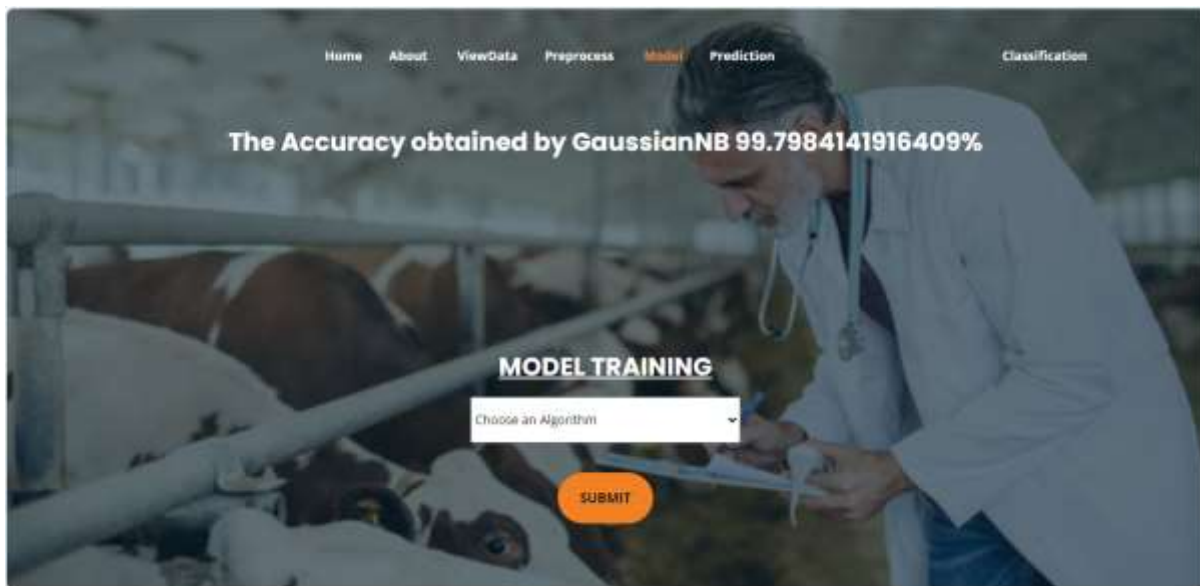 Home About ViewData Preprocess Model Prediction Classification
The Accuracy obtained by GaussianNB 99.7984141916409%
MODEL TRAINING
Choose an Algorithm
SUBMIT